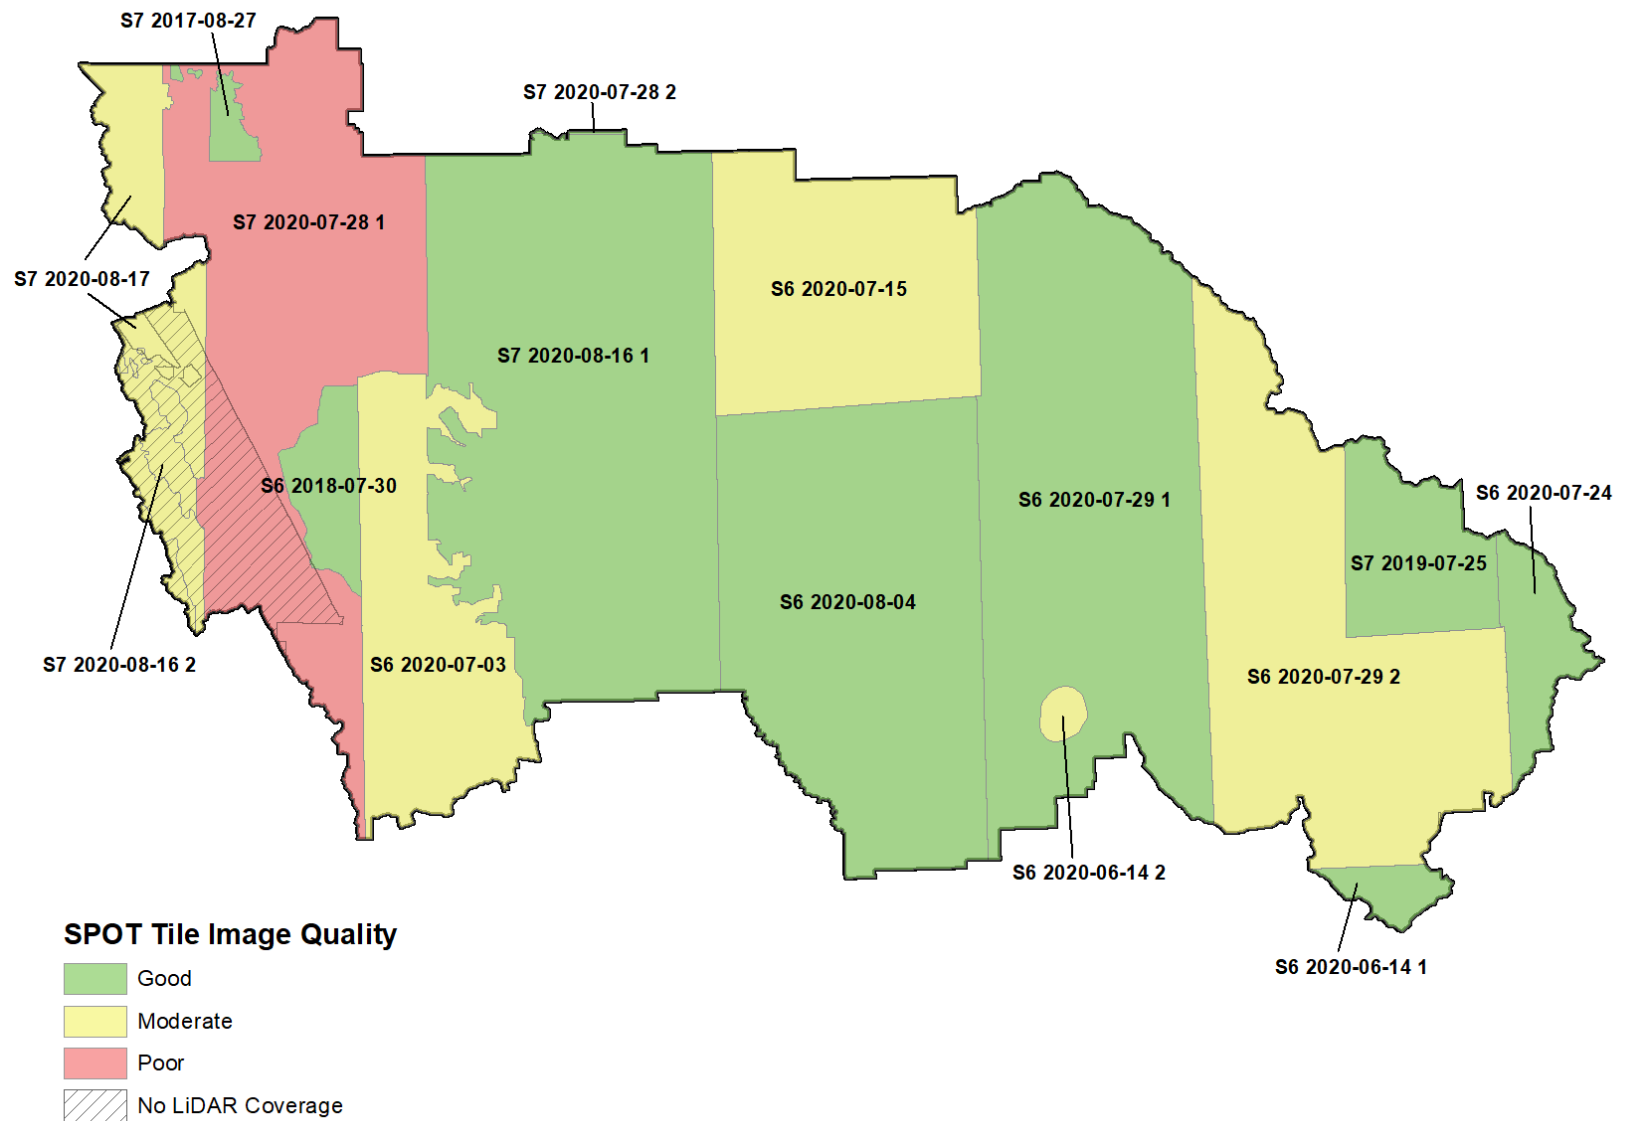 S7 2017-08-27
S7 2020-07-28 2
S7 2020-07-28 1
S7 2020-08-17
S6 2020-07-15
S7 2020-08-16 1
S6 2018-07-30
S6 2020-07-29 1
S6 2020-07-24
S7 2019-07-25
S6 2020-08-04
S7 2020-08-16 2
S6 2020-07-03
S6 2020-07-29 2
S6 2020-06-14 2
S6 2020-06-14 1
SPOT Tile Image Quality
Good
Moderate
Poor
No LiDAR Coverage